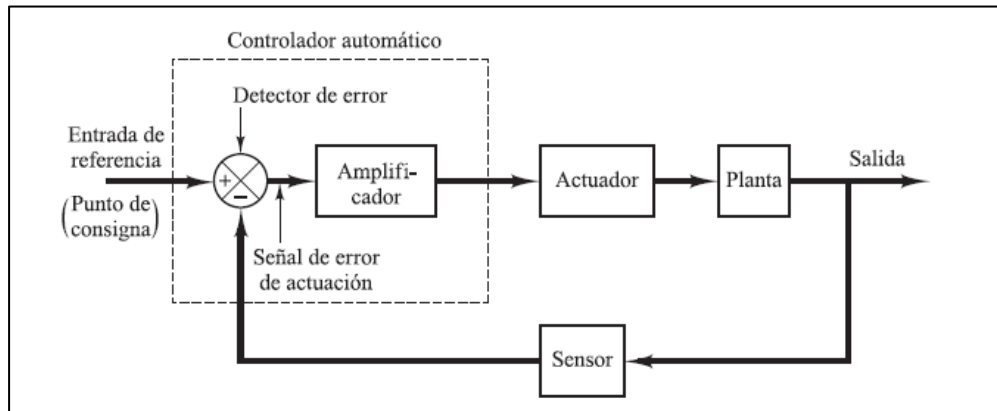 Controlador automático
Detector de error
Entrada de
referencia
(Punto de
consigna)
+
−
Amplifi-
cador
Señal de error
de actuación
Actuador
Planta
Salida
Sensor